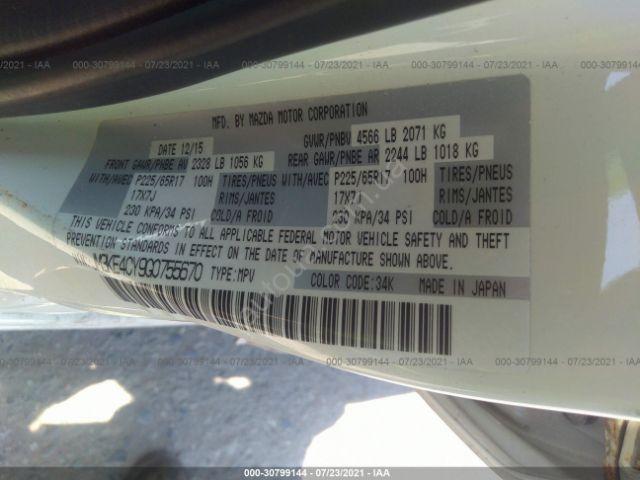 000-30799144 - 07/23/2021 - IAA
MFD. BY MAZDA MOTOR CORPORATION
DATE 12/15
GVWR/PNBV 4566 LB 2071 KG
FRONT GAWR/PNBE AV 2328 LB 1056 KG
REAR GAWR/PNBE AR 2244 LB 1018 KG
WITH/AVEC P225/65R17 100H TIRES/PNEUS
WITH/AVEC P225/65R17 100H TIRES/PNEUS
17X7J RIMS/JANTES
17X7J RIMS/JANTES
230 KPA/34 PSI COLD/A FROID
230 KPA/34 PSI COLD/A FROID
THIS VEHICLE CONFORMS TO ALL APPLICABLE FEDERAL MOTOR VEHICLE SAFETY AND THEFT
PREVENTION STANDARDS IN EFFECT ON THE DATE OF MANUFACTURE SHOWN ABOVE.
M3KE4CY9G0755670 TYPE:MPV
COLOR CODE:34K MADE IN JAPAN
000-30799144 - 07/23/2021 - IAA